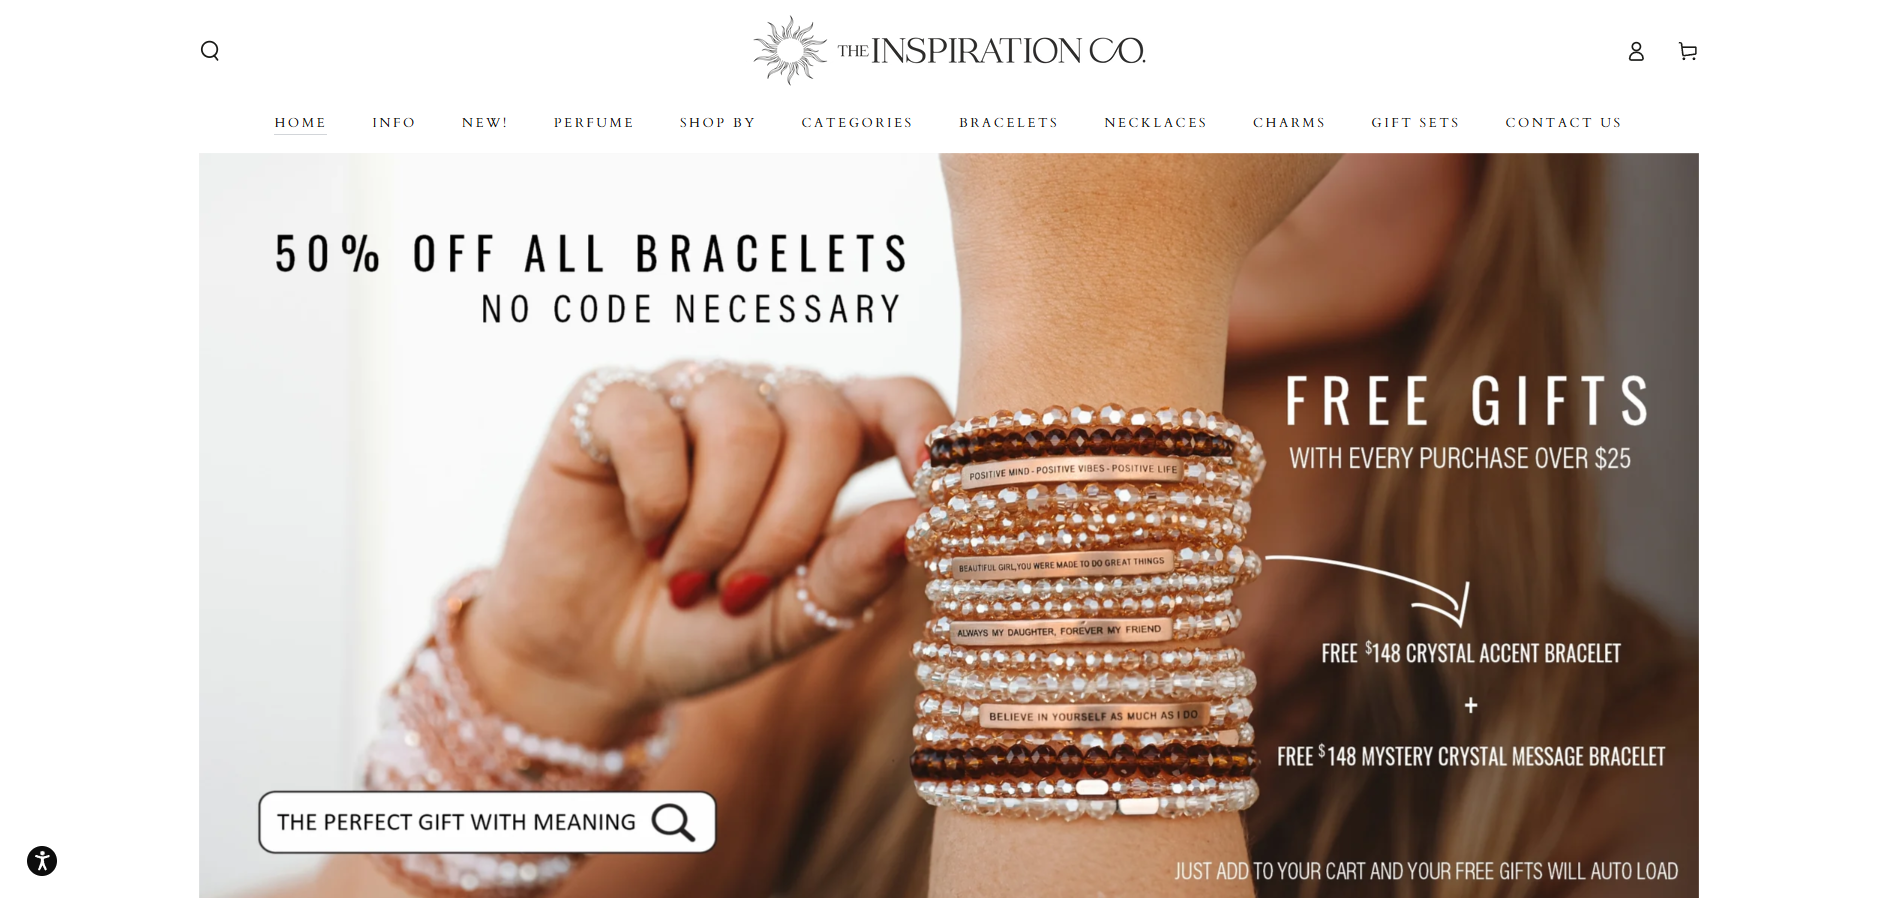 THE INSPIRATION CO.
HOME INFO NEW! PERFUME SHOP BY CATEGORIES BRACELETS NECKLACES CHARMS GIFT SETS CONTACT US
50% OFF ALL BRACELETS
NO CODE NECESSARY
FREE GIFTS
WITH EVERY PURCHASE OVER $25
POSITIVE MIND - POSITIVE VIBES - POSITIVE LIFE
BEAUTIFUL GIRL, YOU WERE MADE TO DO GREAT THINGS
ALWAYS MY DAUGHTER, FOREVER MY FRIEND
BELIEVE IN YOURSELF AS MUCH AS I DO
FREE $148 CRYSTAL ACCENT BRACELET
+
FREE $148 MYSTERY CRYSTAL MESSAGE BRACELET
THE PERFECT GIFT WITH MEANING
JUST ADD TO YOUR CART AND YOUR FREE GIFTS WILL AUTO LOAD